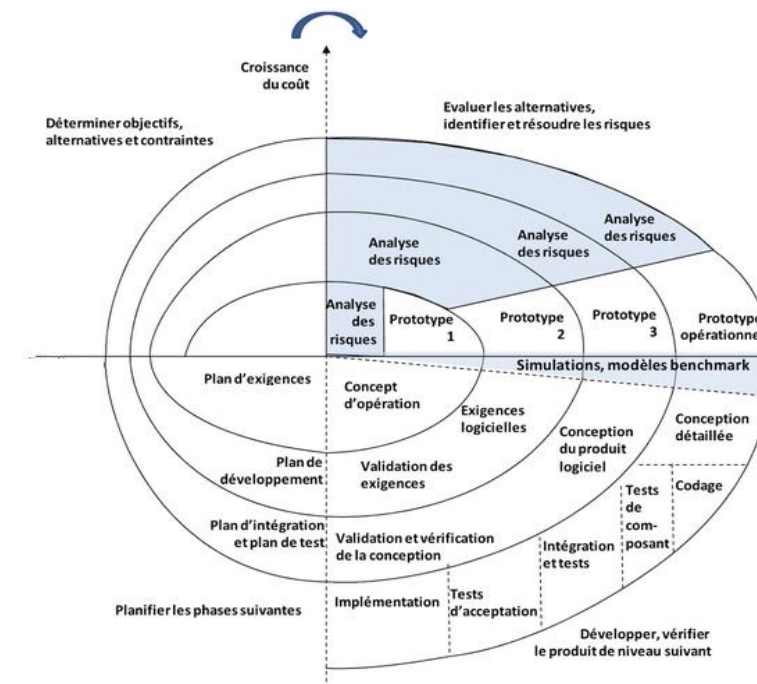 Croissance
du coût
Evaluer les alternatives,
identifier et résoudre les risques
Déterminer objectifs,
alternatives et contraintes
Analyse
des risques
Analyse
des risques
Analyse
des risques
Analyse
des
risques
Prototype
1
Prototype
2
Prototype
3
Prototype
opérationne
Simulations, modèles benchmark
Plan d'exigences
Concept
d'opération
Exigences
logicielles
Conception
du produit
logiciel
Conception
détaillée
Plan de
développement
Validation des
exigences
Tests
de
com-
posant
Codage
Plan d'intégration
et plan de test
Validation et vérification
de la conception
Intégration
et tests
Implémentation
Tests
d'acceptation
Planifier les phases suivantes
Développer, vérifier
le produit de niveau suivant